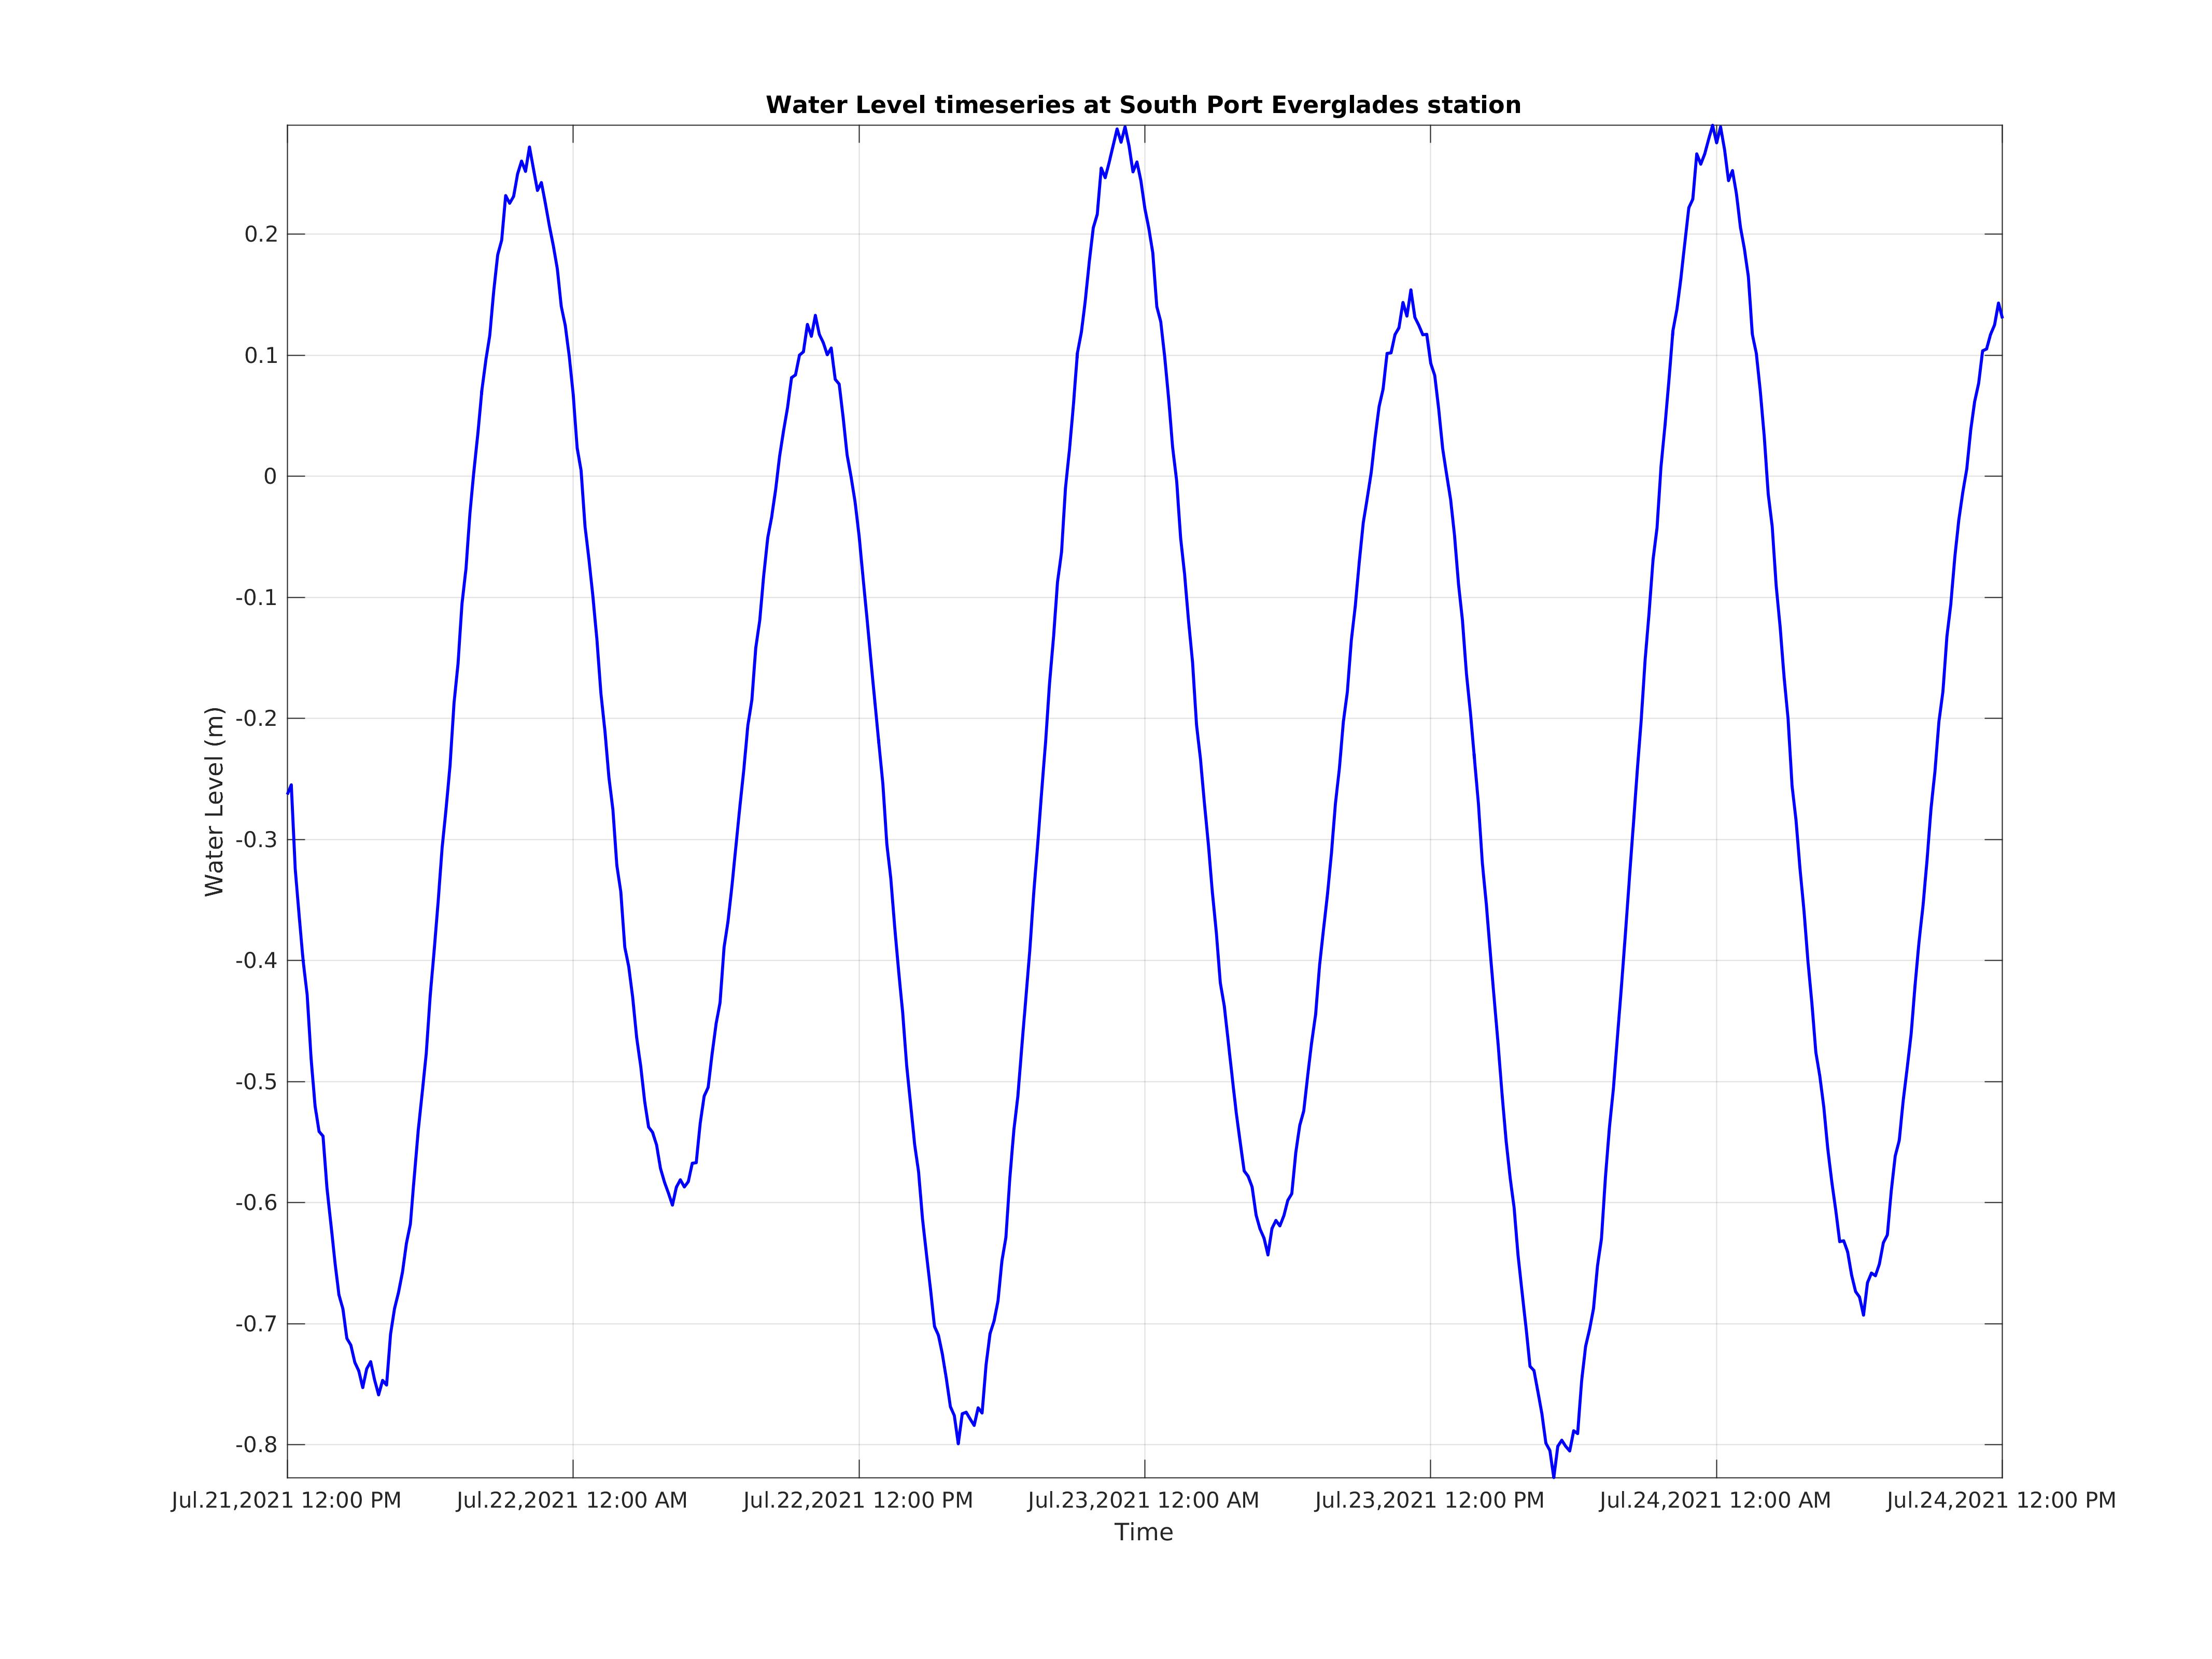 Water Level timeseries at South Port Everglades station
0.2
0.1
0
-0.1
-0.2
-0.3
-0.4
-0.5
-0.6
-0.7
-0.8
Water Level (m)
Jul.21,2021 12:00 PM
Jul.22,2021 12:00 AM
Jul.22,2021 12:00 PM
Jul.23,2021 12:00 AM
Jul.23,2021 12:00 PM
Jul.24,2021 12:00 AM
Jul.24,2021 12:00 PM
Time